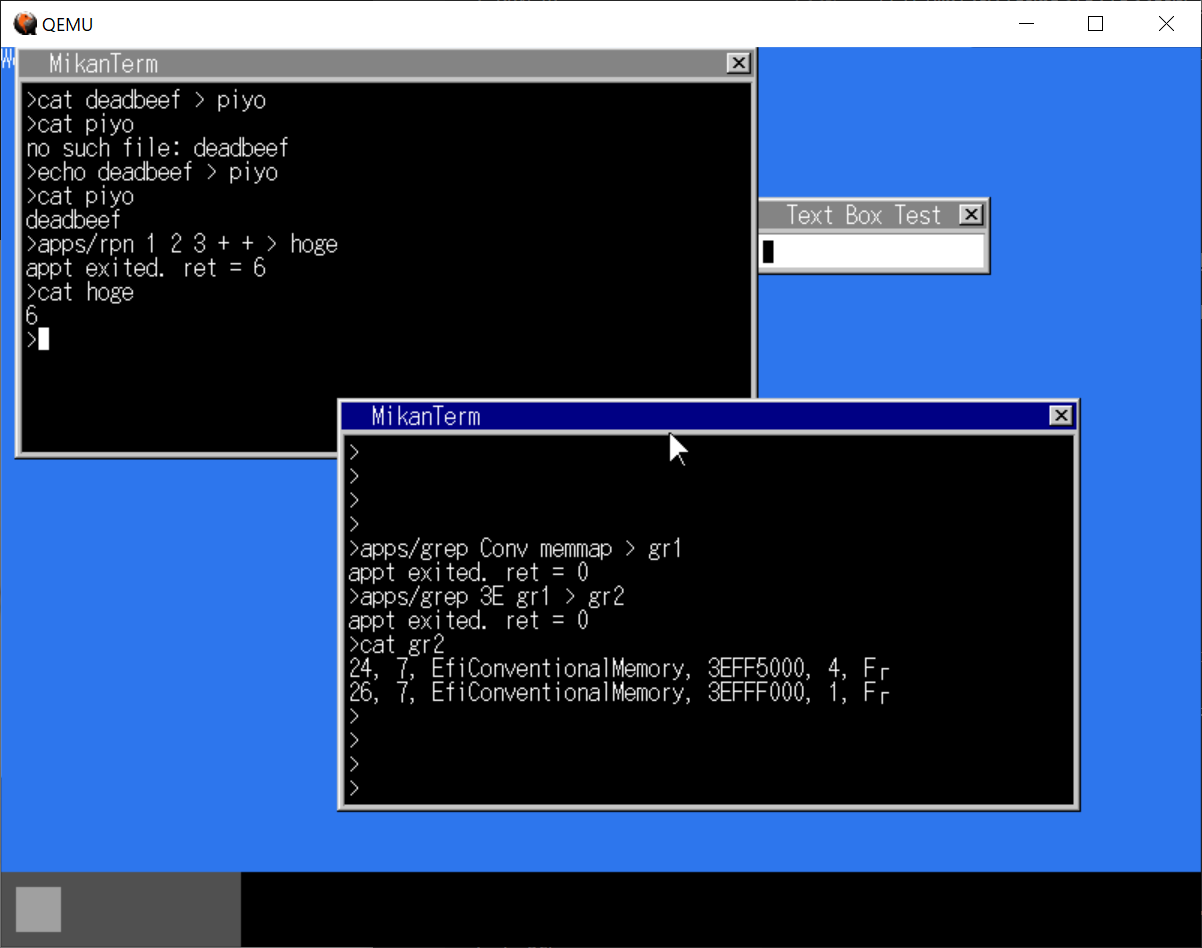 QEMU
MikanTerm
>cat deadbeef > piyo
>cat piyo
no such file: deadbeef
>echo deadbeef > piyo
>cat piyo
deadbeef
>apps/rpn 1 2 3 + + > hoge
appt exited. ret = 6
>cat hoge
6
>
Text Box Test
MikanTerm
>
>
>
>
>apps/grep Conv memmap > gr1
appt exited. ret = 0
>apps/grep 3E gr1 > gr2
appt exited. ret = 0
>cat gr2
24, 7, EfiConventionalMemory, 3EFF5000, 4, F┌
26, 7, EfiConventionalMemory, 3EFFF000, 1, F┌
>
>
>
>